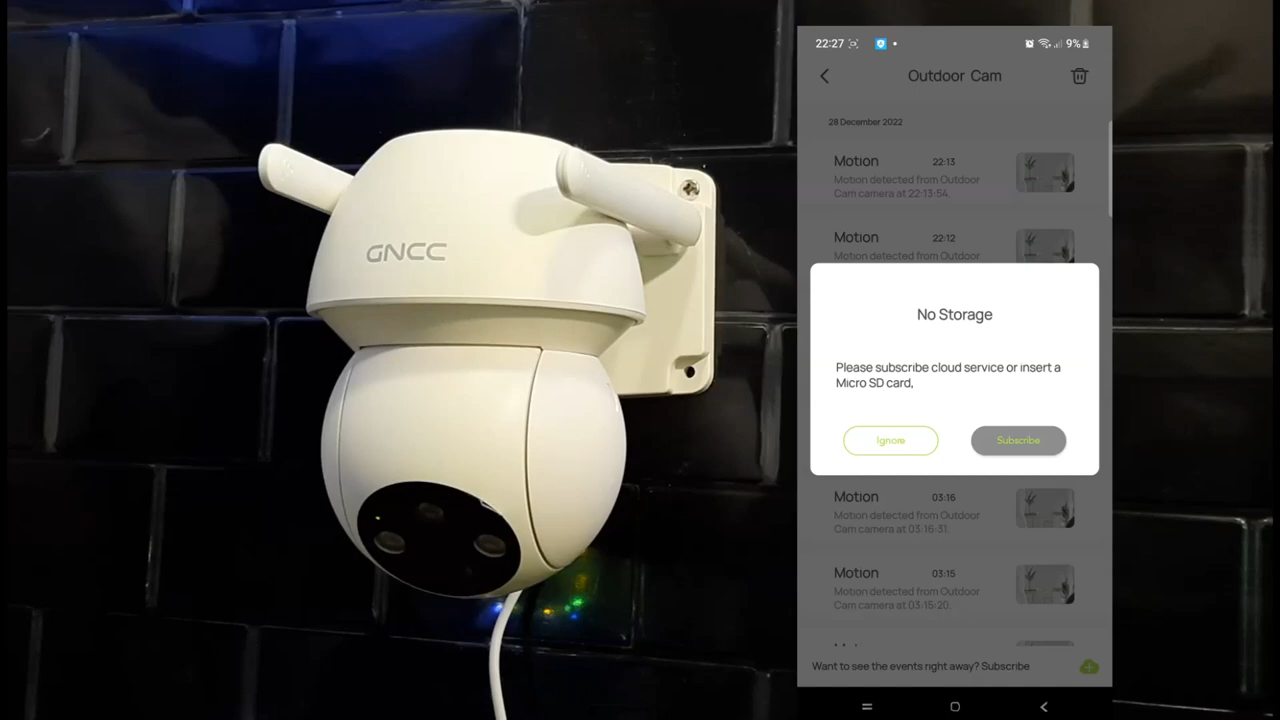 GNCC
22:27
9%
Outdoor Cam
28 December 2022
Motion 22:13
Motion detected from Outdoor
Cam camera at 22:13:54.
Motion 22:12
Motion detected from Outdoor
No Storage
Please subscribe cloud service or insert a
Micro SD card,
Ignore
Subscribe
Motion 03:16
Motion detected from Outdoor
Cam camera at 03:16:31.
Motion 03:15
Motion detected from Outdoor
Cam camera at 03:15:20.
Want to see the events right away? Subscribe